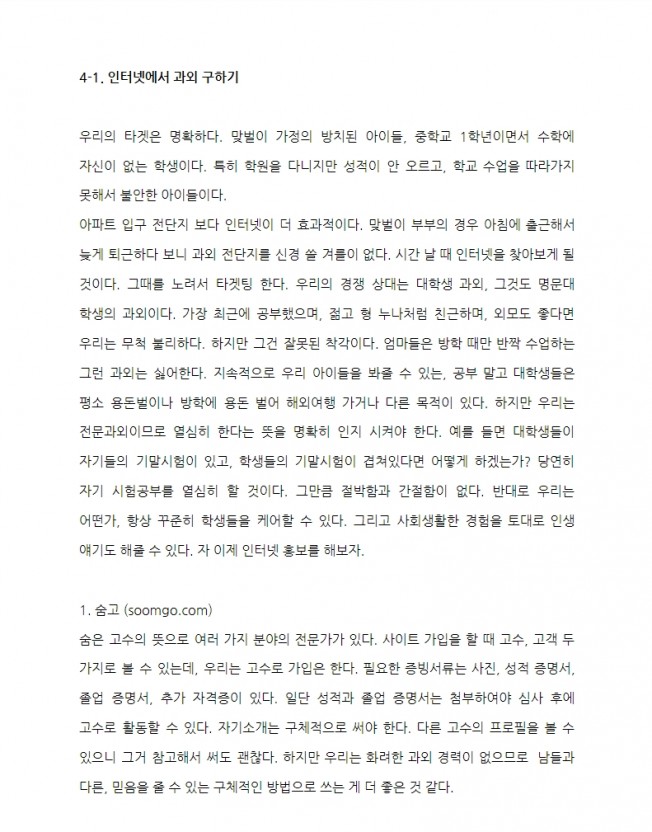 4-1. 인터넷에서 과외 구하기
우리의 타겟은 명확하다. 맞벌이 가정의 방치된 아이들, 중학교 1학년이면서 수학에
자신이 없는 학생이다. 특히 학원을 다니지만 성적이 안 오르고, 학교 수업을 따라가지
못해서 불안한 아이들이다.
아파트 입구 전단지 보다 인터넷이 더 효과적이다. 맞벌이 부부의 경우 아침에 출근해서
늦게 퇴근하다 보니 과외 전단지를 신경 쓸 겨를이 없다. 시간 날 때 인터넷을 찾아보게 될
것이다. 그때를 노려서 타겟팅 한다. 우리의 경쟁 상대는 대학생 과외, 그것도 명문대
학생의 과외이다. 가장 최근에 공부했으며, 젊고 형 누나처럼 친근하며, 외모도 좋다면
우리는 무척 불리하다. 하지만 그건 잘못된 착각이다. 엄마들은 방학 때만 반짝 수업하는
그런 과외는 싫어한다. 지속적으로 우리 아이들을 봐줄 수 있는, 공부 말고 대학생들은
평소 용돈벌이나 방학에 용돈 벌어 해외여행 가거나 다른 목적이 있다. 하지만 우리는
전문과외이므로 열심히 한다는 뜻을 명확히 인지 시켜야 한다. 예를 들면 대학생들이
자기들의 기말시험이 있고, 학생들의 기말시험이 겹쳐있다면 어떻게 하겠는가? 당연히
자기 시험공부를 열심히 할 것이다. 그만큼 절박함과 간절함이 없다. 반대로 우리는
어떤가, 항상 꾸준히 학생들을 케어할 수 있다. 그리고 사회생활한 경험을 토대로 인생
얘기도 해줄 수 있다. 자 이제 인터넷 홍보를 해보자.
1. 숨고 (soomgo.com)
숨은 고수의 뜻으로 여러 가지 분야의 전문가가 있다. 사이트 가입을 할 때 고수, 고객 두
가지로 볼 수 있는데, 우리는 고수로 가입은 한다. 필요한 증빙서류는 사진, 성적 증명서,
졸업 증명서, 추가 자격증이 있다. 일단 성적과 졸업 증명서는 첨부하여야 심사 후에
고수로 활동할 수 있다. 자기소개는 구체적으로 써야 한다. 다른 고수의 프로필을 볼 수
있으니 그거 참고해서 써도 괜찮다. 하지만 우리는 화려한 과외 경력이 없으므로 남들과
다른, 믿음을 줄 수 있는 구체적인 방법으로 쓰는 게 더 좋은 것 같다.